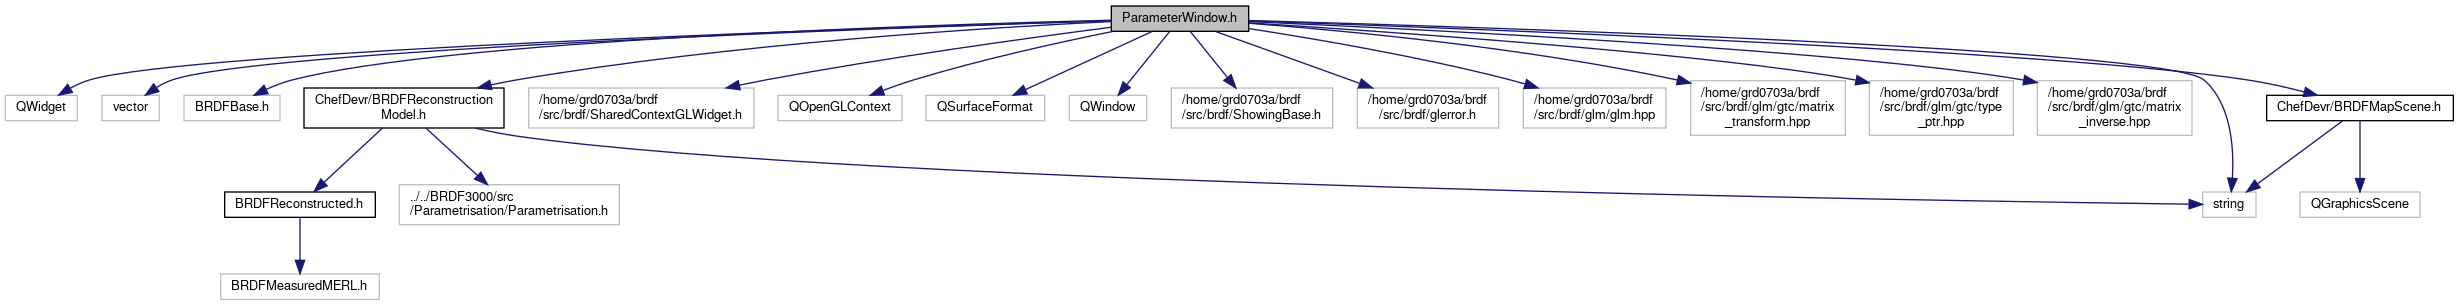 ParameterWindow.h
QWidget
vector
BRDFBase.h
ChefDevr/BRDFReconstruction
Model.h
/home/grd0703a/brdf
/src/brdf/SharedContextGLWidget.h
QOpenGLContext
QSurfaceFormat
QWindow
/home/grd0703a/brdf
/src/brdf/ShowingBase.h
/home/grd0703a/brdf
/src/brdf/glerror.h
/home/grd0703a/brdf
/src/brdf/glm/glm.hpp
/home/grd0703a/brdf
/src/brdf/glm/gtc/matrix
_transform.hpp
/home/grd0703a/brdf
/src/brdf/glm/gtc/type
_ptr.hpp
/home/grd0703a/brdf
/src/brdf/glm/gtc/matrix
_inverse.hpp
ChefDevr/BRDFMapScene.h
BRDFReconstructed.h
../../BRDF3000/src
/Parametrisation/Parametrisation.h
string
QGraphicsScene
BRDFMeasuredMERL.h